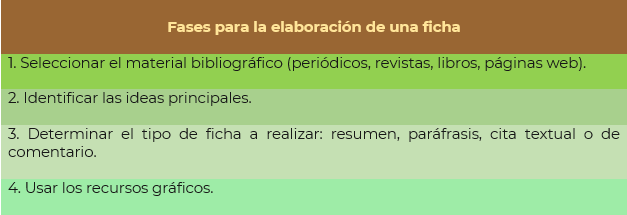 Fases para la elaboración de una ficha
1. Seleccionar el material bibliográfico (periódicos, revistas, libros, páginas web).
2. Identificar las ideas principales.
3. Determinar el tipo de ficha a realizar: resumen, paráfrasis, cita textual o de
comentario.
4. Usar los recursos gráficos.